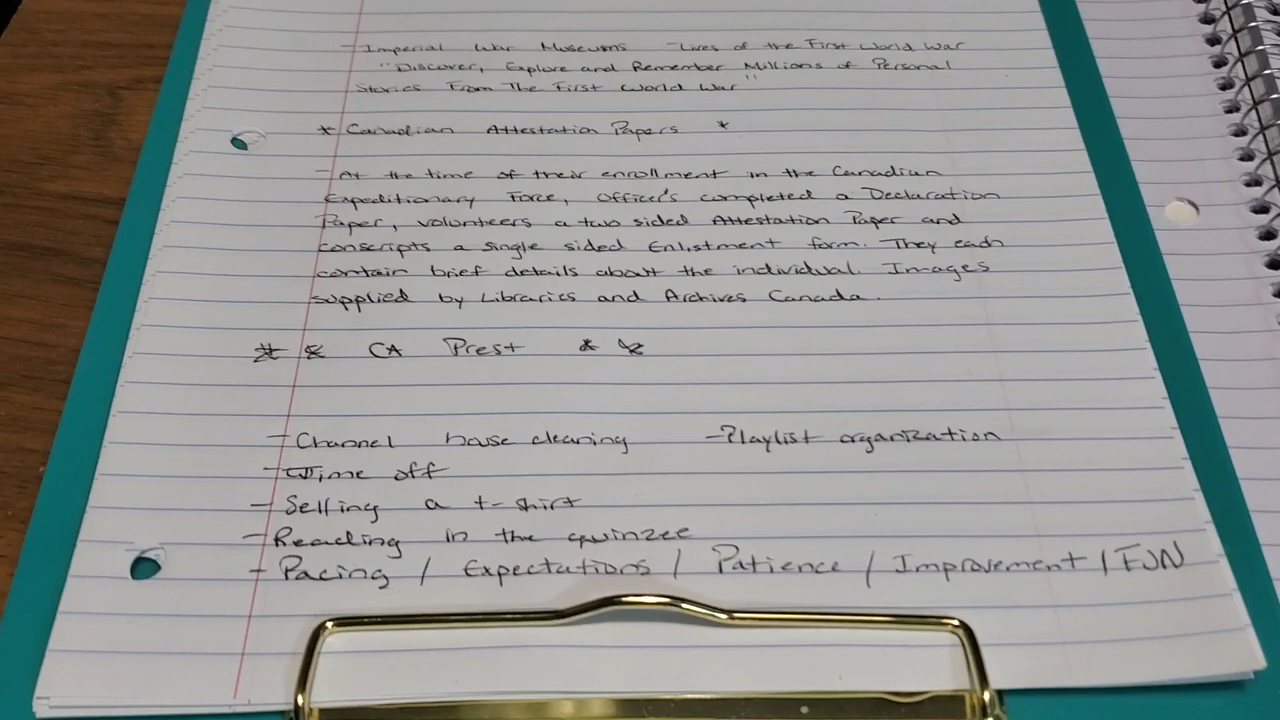 - Imperial War Museums - Lives of the First World War
"Discover, Explore and Remember Millions of Personal
Stories From The First World War"
* Canadian Attestation Papers *
- At the time of their enrollment in the Canadian
Expeditionary Force, Officer's completed a Declaration
Paper, volunteers a two sided Attestation Paper and
conscripts a single sided Enlistment form. They each
contain brief details about the individual. Images
supplied by Libraries and Archives Canada.
* * CA Prest * *
- Channel house cleaning - Playlist organization
- Time off
- Selling a t-shirt
- Reading in the quinzee
- Pacing / Expectations / Patience / Improvement / FUN